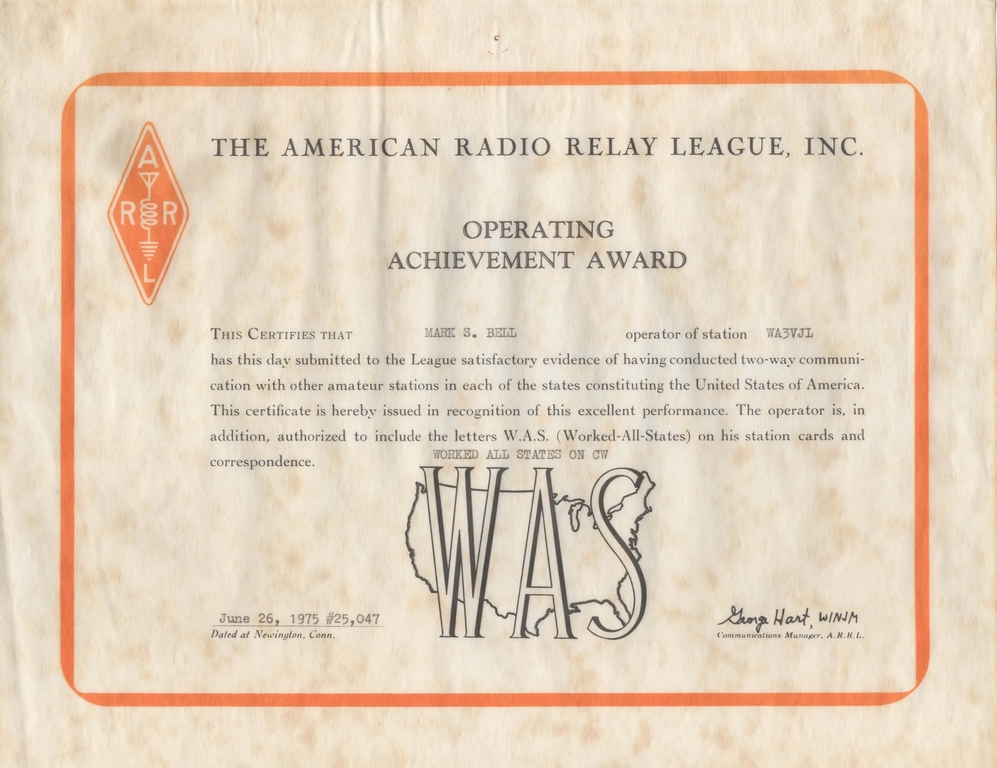 THE AMERICAN RADIO RELAY LEAGUE, INC.
A
R R
L
OPERATING
ACHIEVEMENT AWARD
THIS CERTIFIES THAT MARK S. BELL operator of station WA3VJL
has this day submitted to the League satisfactory evidence of having conducted two-way communi-
cation with other amateur stations in each of the states constituting the United States of America.
This certificate is hereby issued in recognition of this excellent performance. The operator is, in
addition, authorized to include the letters W.A.S. (Worked-All-States) on his station cards and
correspondence.
WORKED ALL STATES ON CW
WAS
June 26, 1975 #25,047
Dated at Newington, Conn.
George Hart, W1NJM
Communications Manager, A.R.R.L.